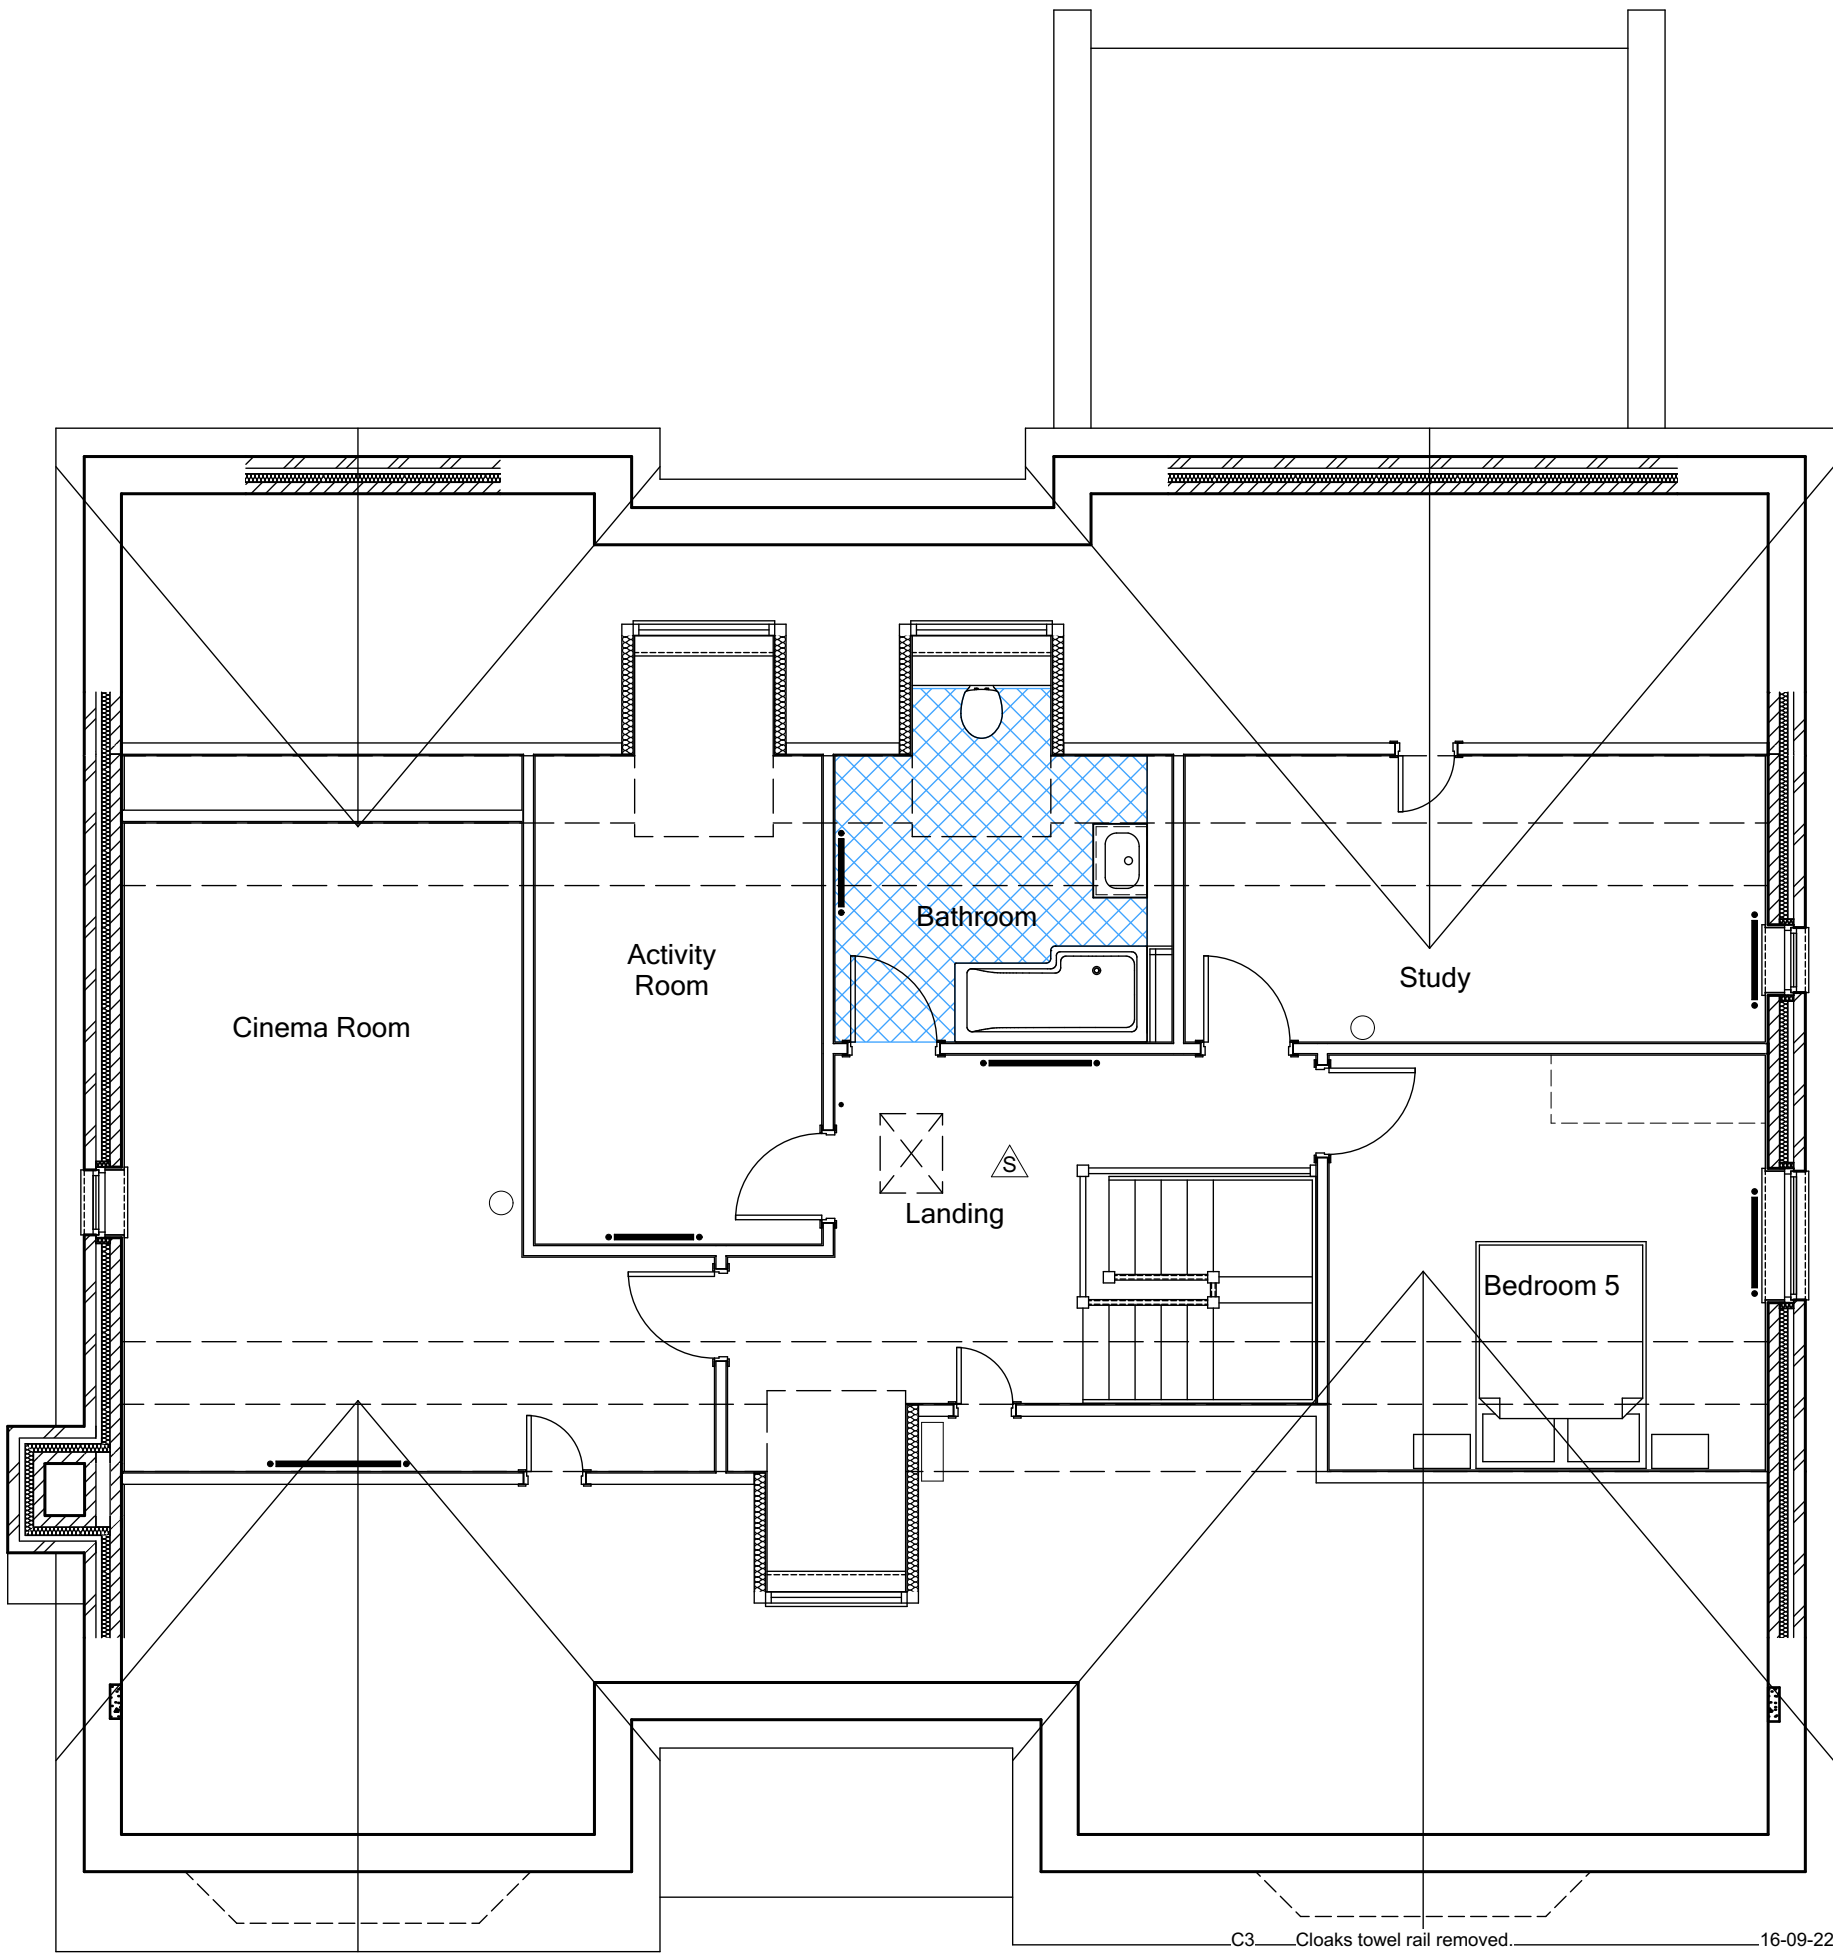 Bathroom
Activity
Room
Study
Cinema Room
S
Landing
Bedroom 5
C3 Cloaks towel rail removed. 16-09-22